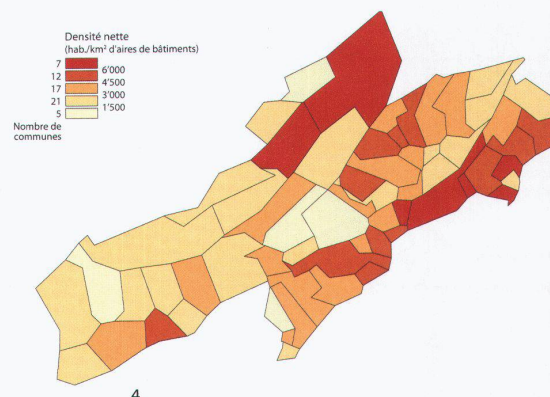 Densité nette
(hab./km² d'aires de bâtiments)
7
6'000
12
4'500
17
3'000
21
1'500
5
Nombre de
communes
4